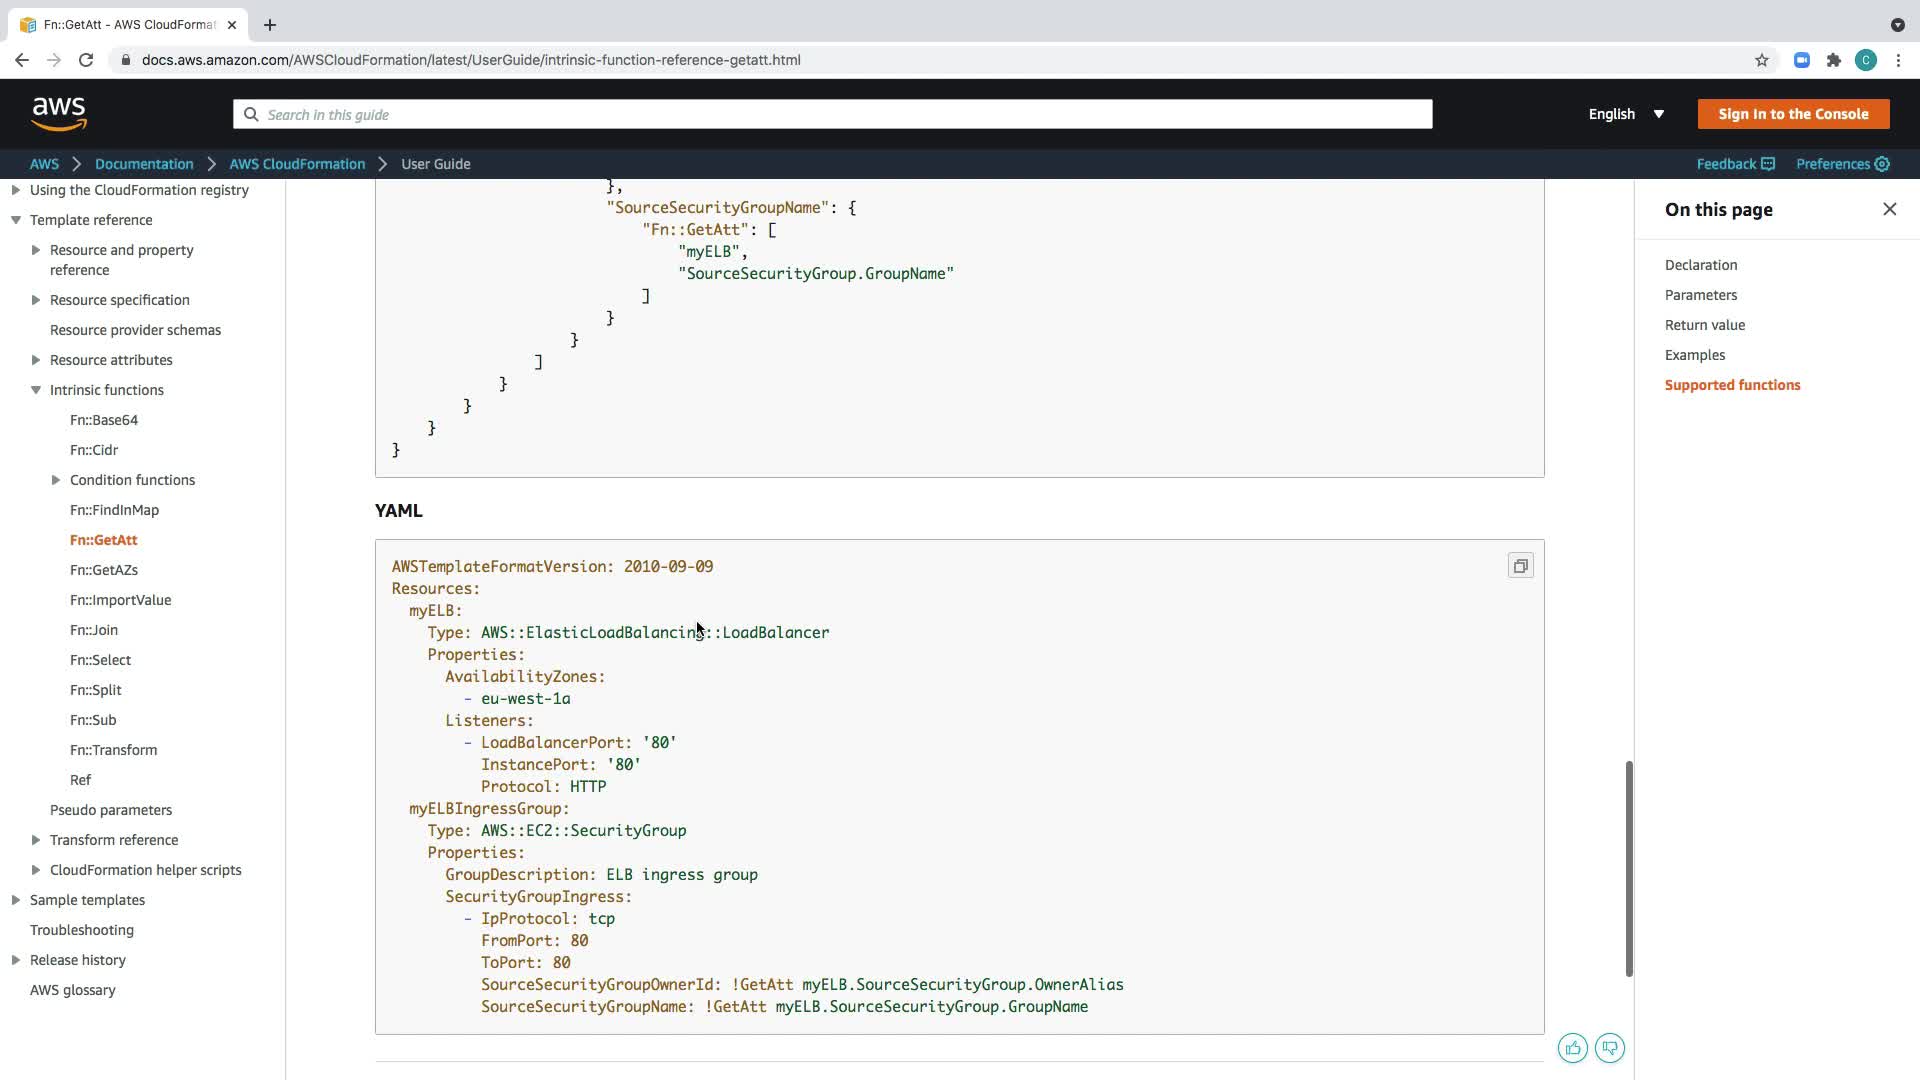 Fn::GetAtt - AWS CloudFormat
docs.aws.amazon.com/AWSCloudFormation/latest/UserGuide/intrinsic-function-reference-getatt.html
C
aws
Search in this guide
English
Sign In to the Console
AWS
Documentation
AWS CloudFormation
User Guide
Feedback
Preferences
Using the CloudFormation registry
Template reference
Resource and property
reference
Resource specification
Resource provider schemas
Resource attributes
Intrinsic functions
Fn::Base64
Fn::Cidr
Condition functions
Fn::FindInMap
Fn::GetAtt
Fn::GetAZs
Fn::ImportValue
Fn::Join
Fn::Select
Fn::Split
Fn::Sub
Fn::Transform
Ref
Pseudo parameters
Transform reference
CloudFormation helper scripts
Sample templates
Troubleshooting
Release history
AWS glossary
},
"SourceSecurityGroupName": {
"Fn::GetAtt": [
"myELB",
"SourceSecurityGroup.GroupName"
]
}
}
]
}
}
}
}
YAML
AWSTemplateFormatVersion: 2010-09-09
Resources:
myELB:
Type: AWS::ElasticLoadBalancing::LoadBalancer
Properties:
AvailabilityZones:
- eu-west-1a
Listeners:
- LoadBalancerPort: '80'
InstancePort: '80'
Protocol: HTTP
myELBIngressGroup:
Type: AWS::EC2::SecurityGroup
Properties:
GroupDescription: ELB ingress group
SecurityGroupIngress:
- IpProtocol: tcp
FromPort: 80
ToPort: 80
SourceSecurityGroupOwnerId: !GetAtt myELB.SourceSecurityGroup.OwnerAlias
SourceSecurityGroupName: !GetAtt myELB.SourceSecurityGroup.GroupName
On this page
Declaration
Parameters
Return value
Examples
Supported functions